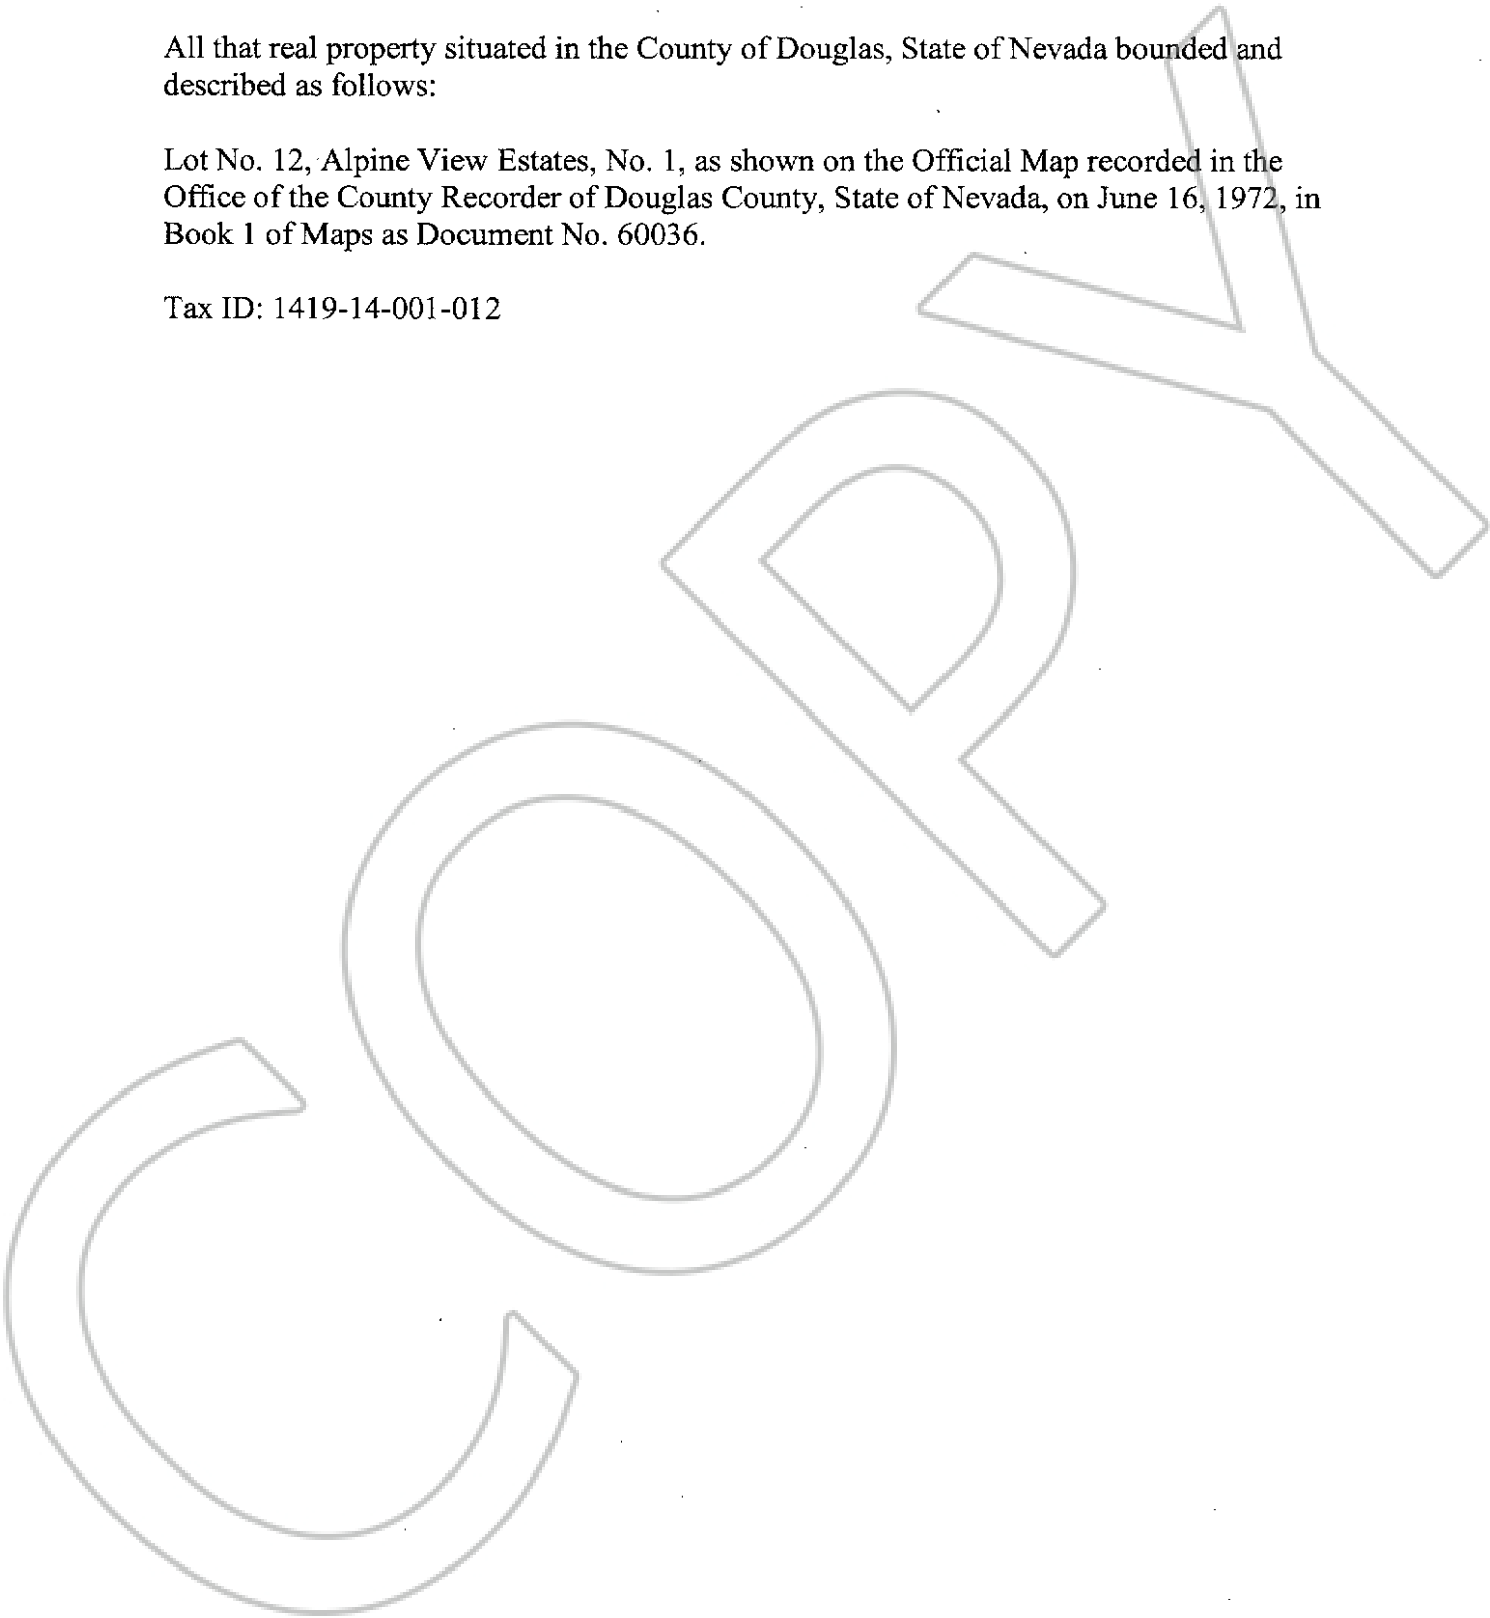 All that real property situated in the County of Douglas, State of Nevada bounded and
described as follows:
Lot No. 12, Alpine View Estates, No. 1, as shown on the Official Map recorded in the
Office of the County Recorder of Douglas County, State of Nevada, on June 16, 1972, in
Book 1 of Maps as Document No. 60036.
Tax ID: 1419-14-001-012
COPY